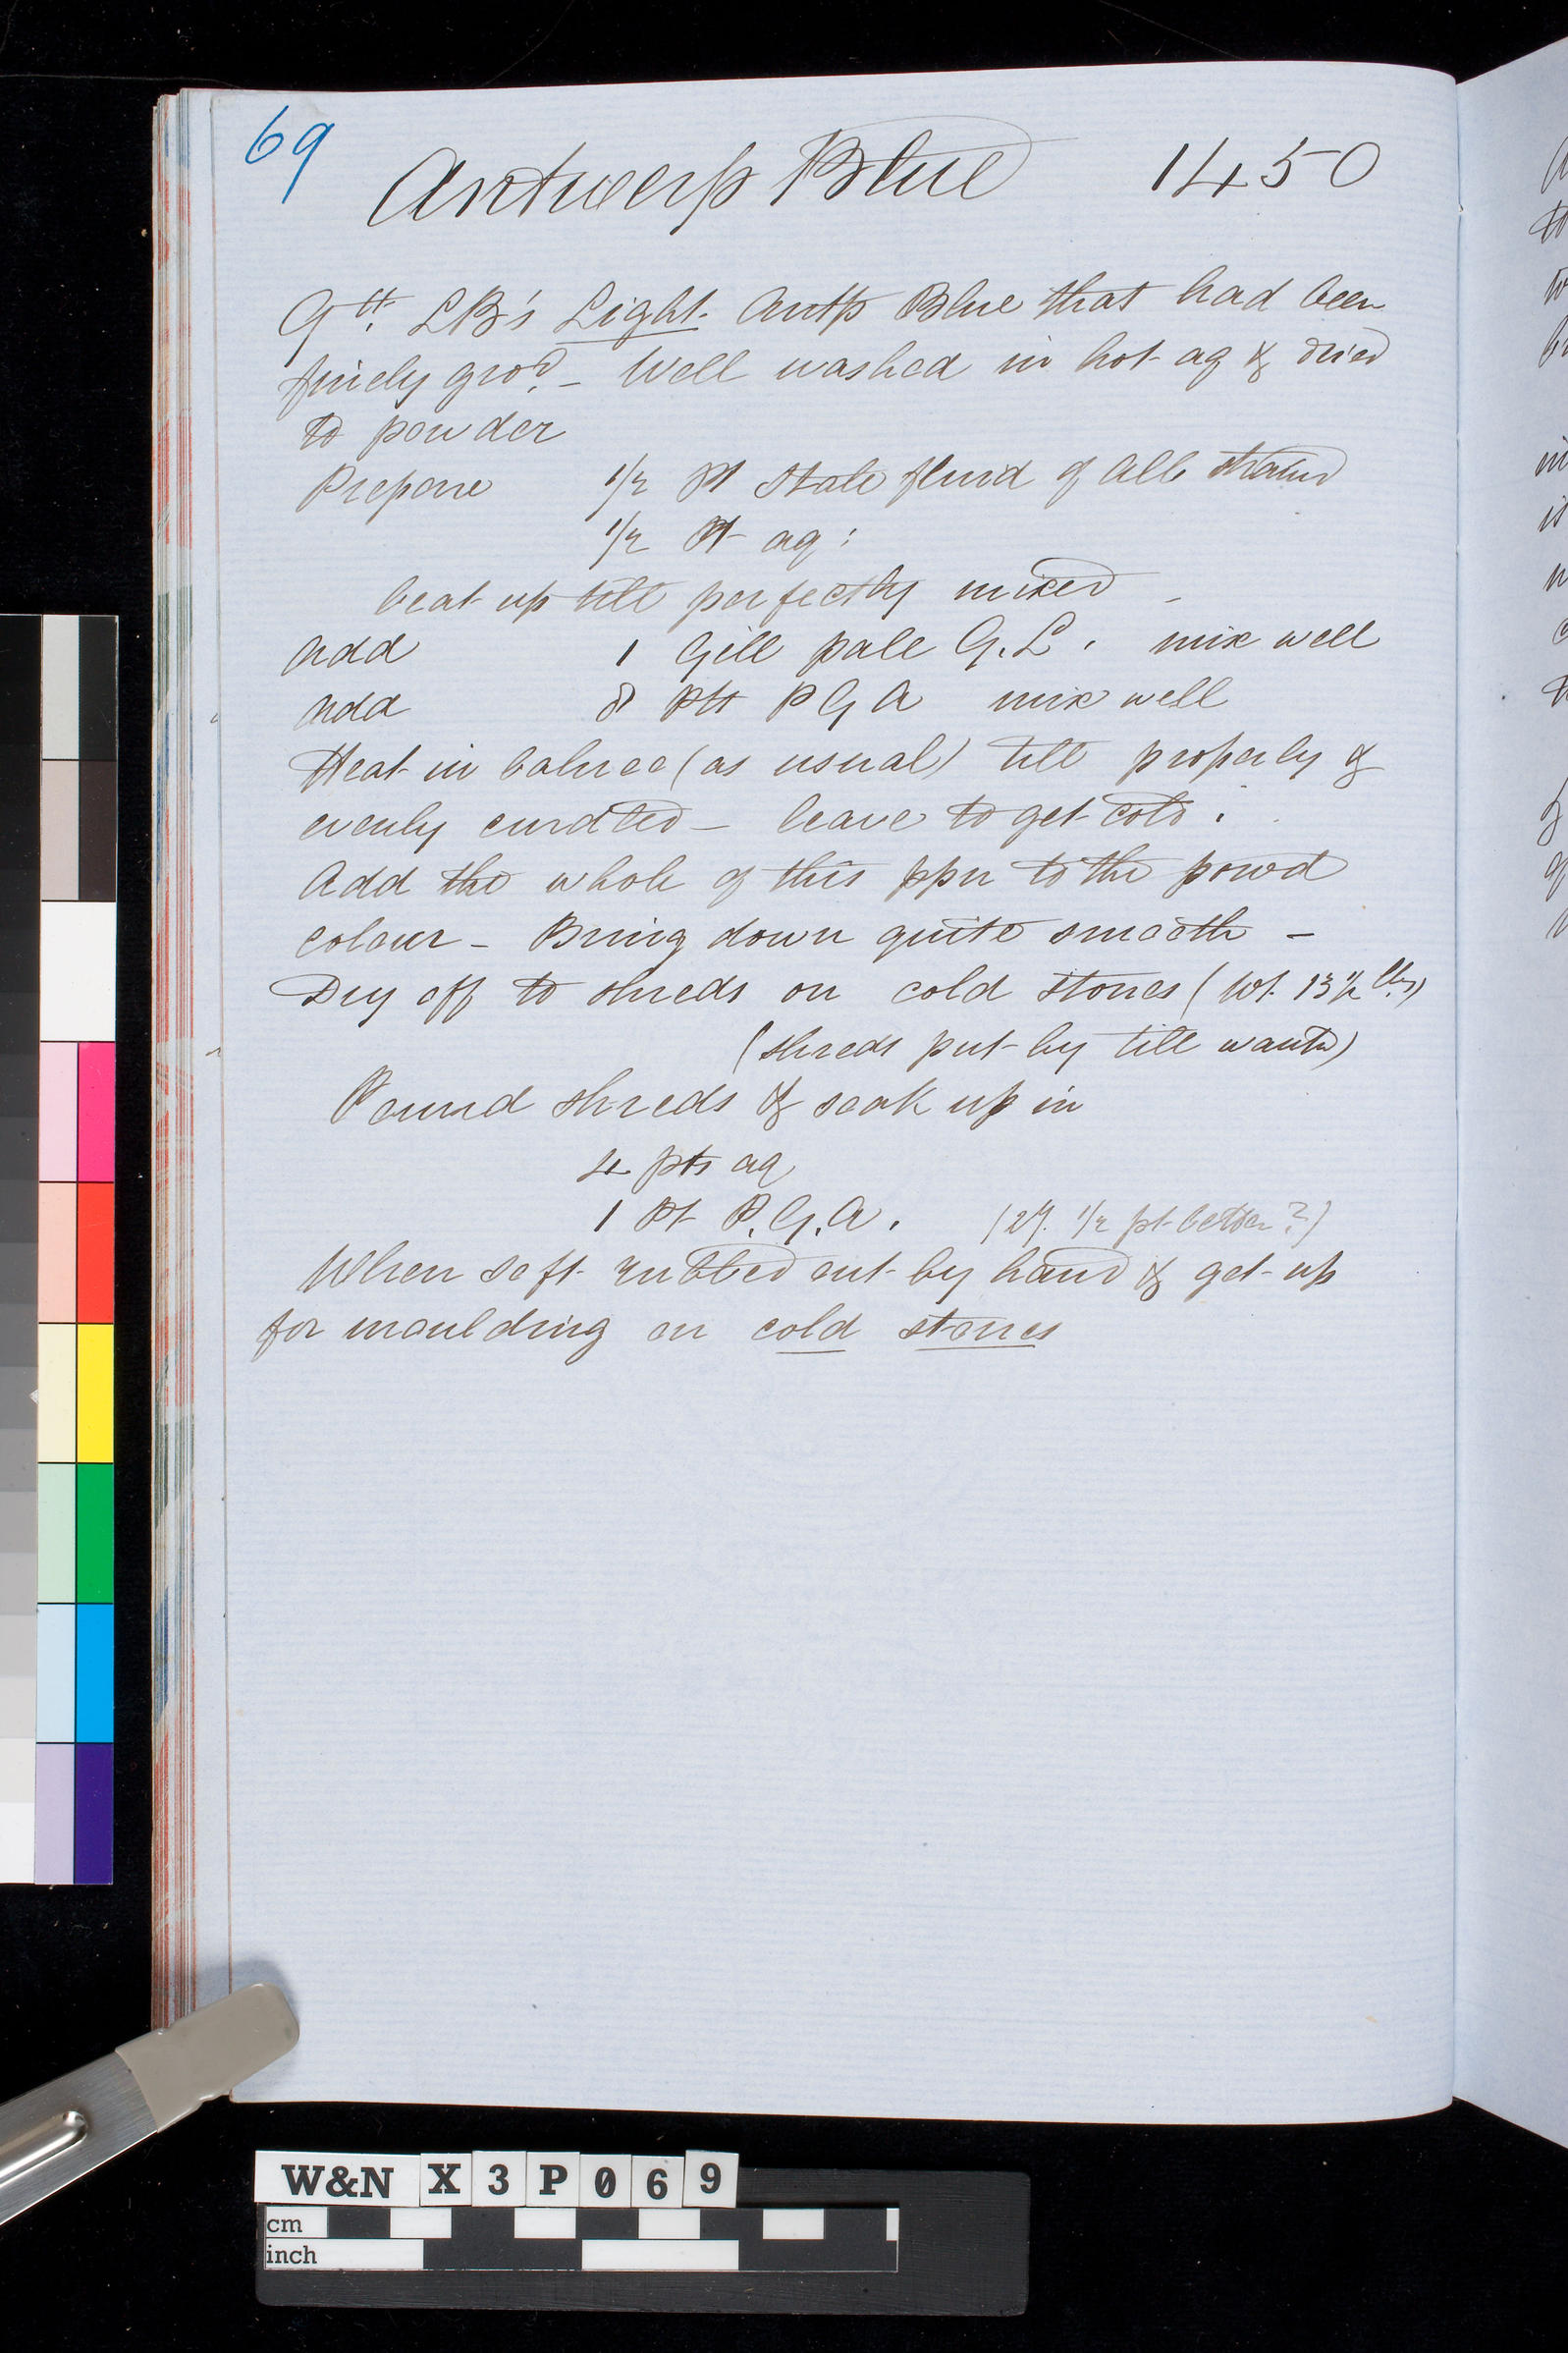 69
Antwerp Blue 1450
9 lt. LB's Light Antp Blue that had been
finely grod. – Well washed in hot aq & dried
to powder
Prepare 1/2 Pt Stale fluid of Alb strained
1/2 Pt aq:
beat up till perfectly mixed –
Add 1 Gill pale G.L. mix well
Add 8 Pts P G A mix well
Heat in balnea (as usual) till properly &
evenly curdled – leave to get cold.
Add the whole of this ppn to the powd
colour – Bring down quite smooth –
Dry off to shreds on cold stones (Wt. 13 1/2 lbs)
(shreds put by till wanted)
Pound shreds & soak up in
4 pts aq
1 Pt P.G.A. (1/2 pt better?)
When soft rubbed out by hand & get up
for moulding on cold stones
W&N X3P069
cm
inch